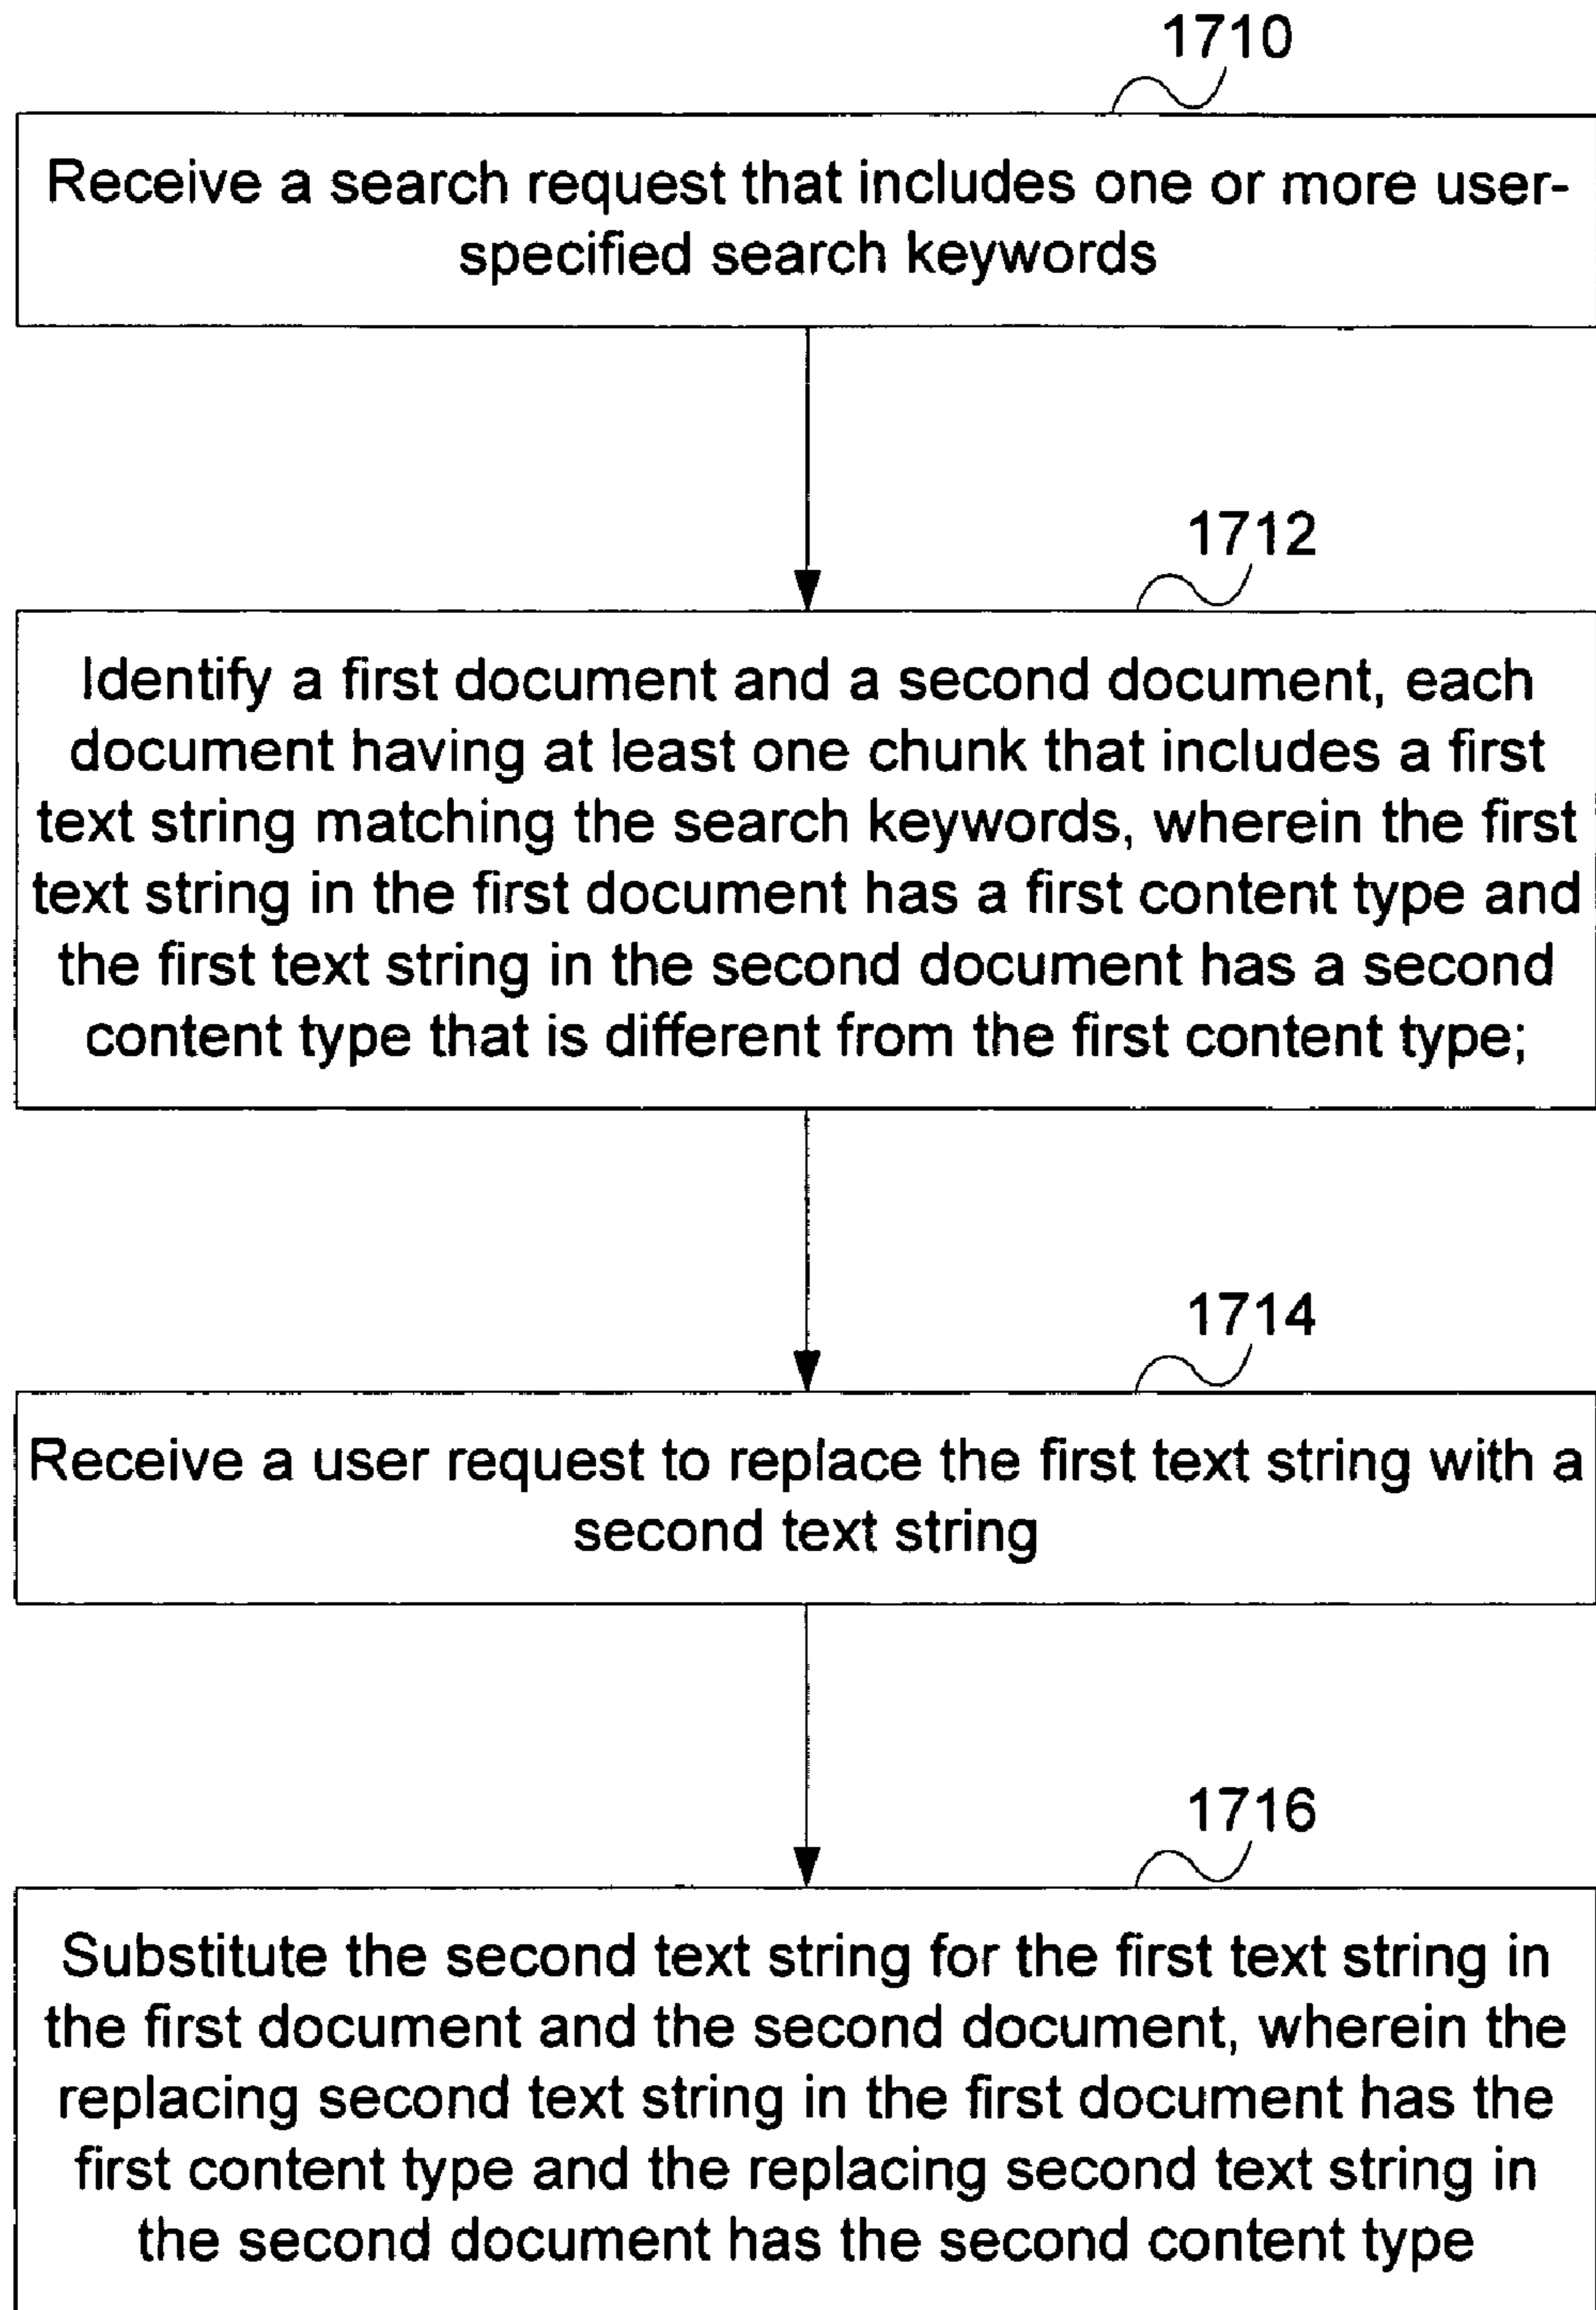 1710
Receive a search request that includes one or more user-
specified search keywords
1712
Identify a first document and a second document, each
document having at least one chunk that includes a first
text string matching the search keywords, wherein the first
text string in the first document has a first content type and
the first text string in the second document has a second
content type that is different from the first content type;
1714
Receive a user request to replace the first text string with a
second text string
1716
Substitute the second text string for the first text string in
the first document and the second document, wherein the
replacing second text string in the first document has the
first content type and the replacing second text string in
the second document has the second content type